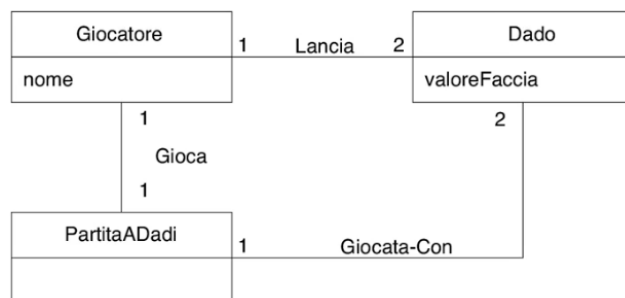 Giocatore
Dado
1 Lancia 2
nome
valoreFaccia
1
2
Gioca
1
PartitaADadi
1 Giocata-Con